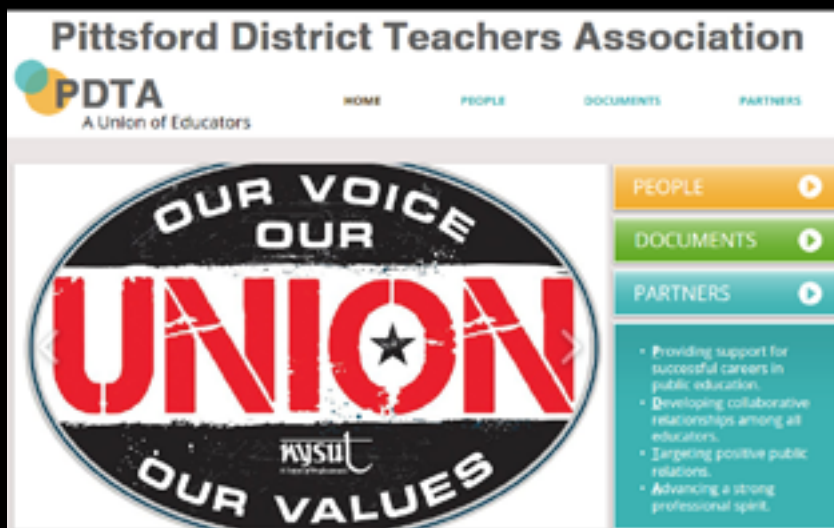 Pittsford District Teachers Association
PDTA
A Union of Educators
HOME
PEOPLE
DOCUMENTS
PARTNERS
OUR VOICE
OUR
UNION
nysut
OUR VALUES
PEOPLE
DOCUMENTS
PARTNERS
• Providing support for
successful careers in
public education.
• Developing collaborative
relationships among all
educators.
• Targeting positive public
relations.
• Advancing a strong
professional spirit.